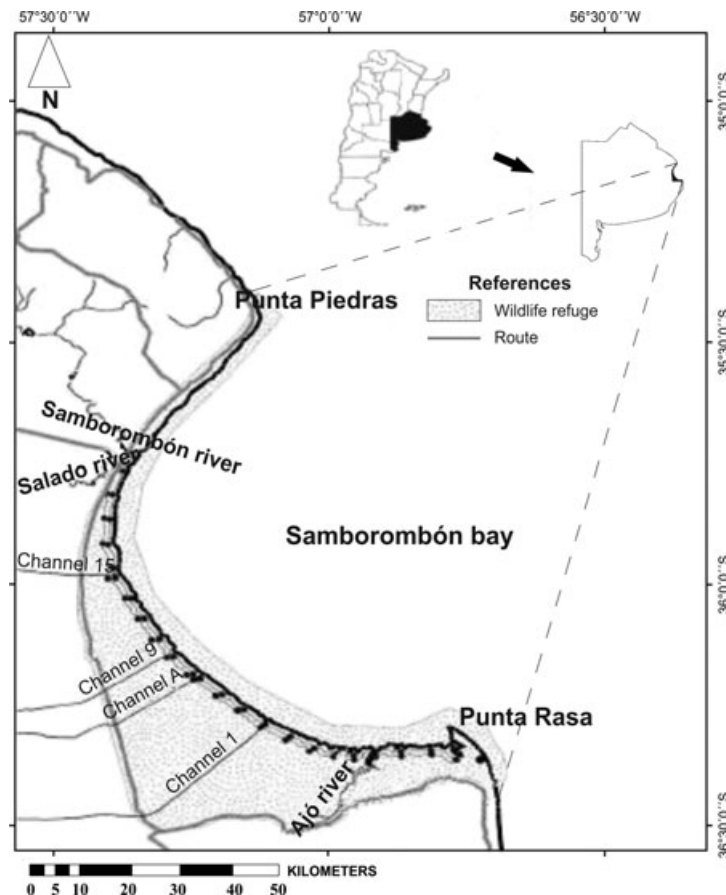 57°30'0''W
57°0'0''W
56°30'0''W
N
35°0'0''S
References
Punta Piedras
Wildlife refuge
Route
35°30'0''S
Samborombón river
Salado river
Samborombón bay
Channel 15
36°0'0''S
Channel 9
Channel A
Punta Rasa
Channel 1
Ajó river
36°30'0''S
KILOMETERS
0 5 10 20 30 40 50